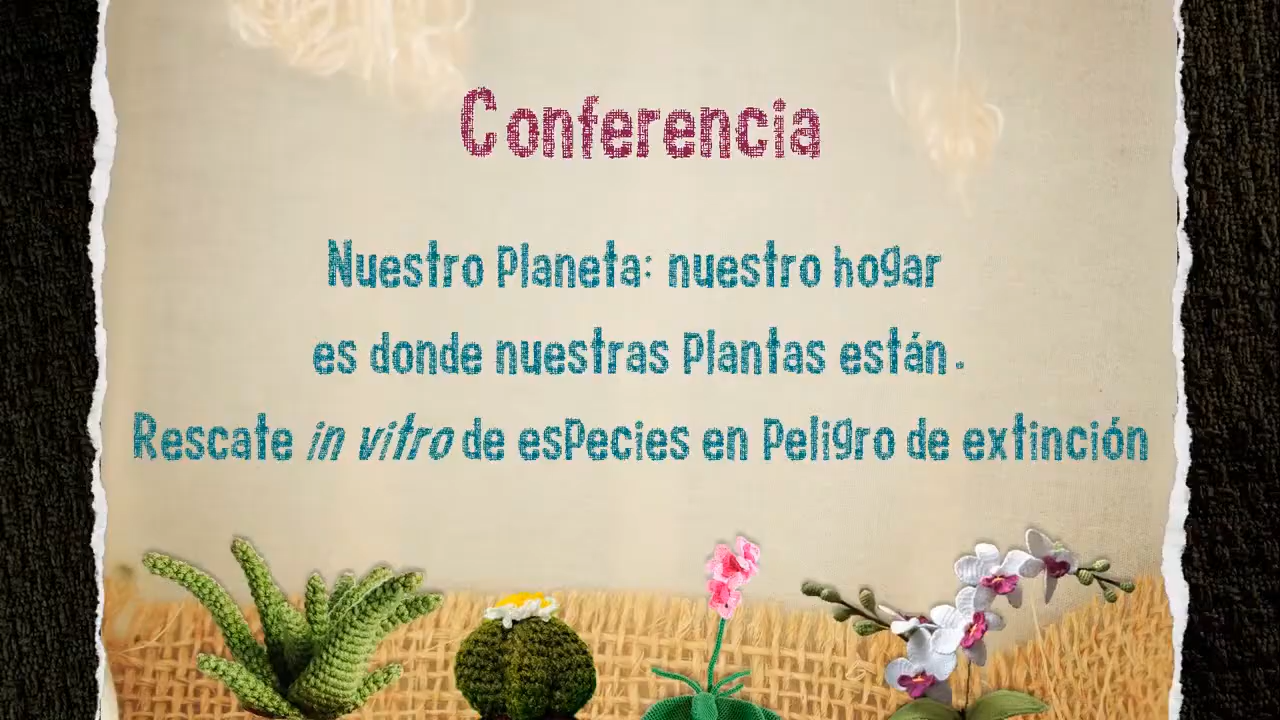 Conferencia
Nuestro Planeta: nuestro hogar
es donde nuestras Plantas están.
Rescate in vitro de especies en Peligro de extinción